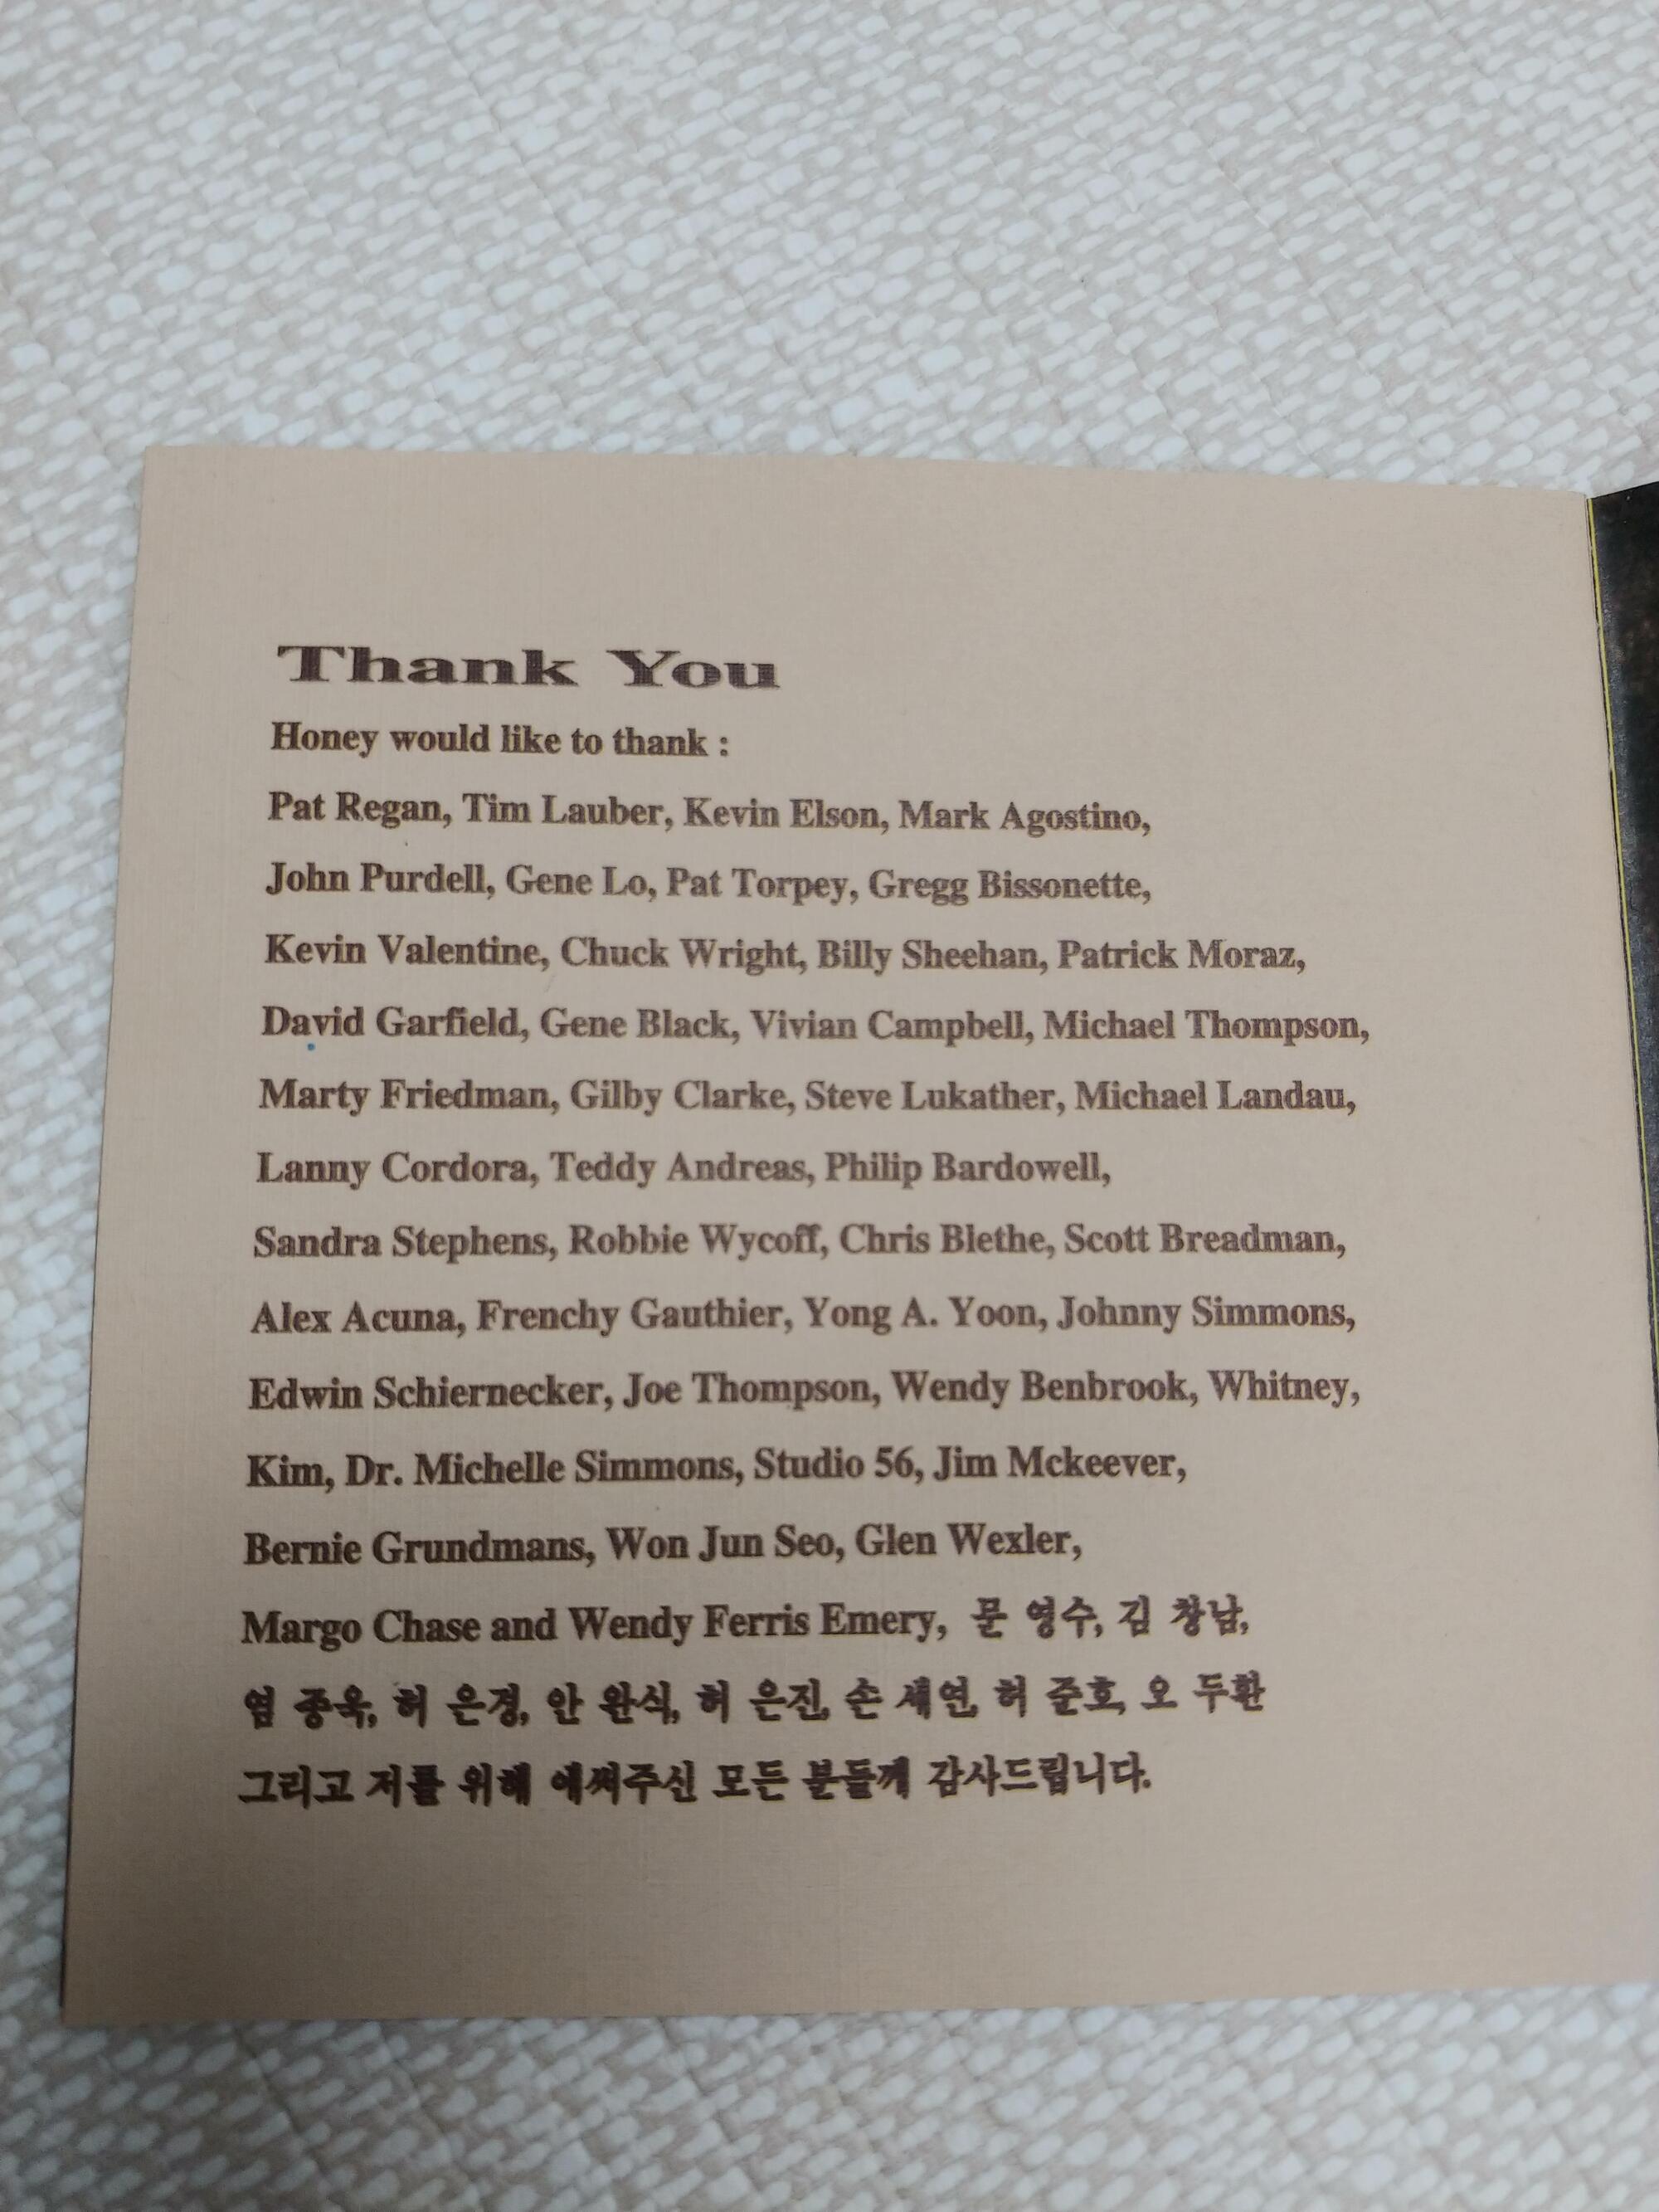 Thank You
Honey would like to thank :
Pat Regan, Tim Lauber, Kevin Elson, Mark Agostino,
John Purdell, Gene Lo, Pat Torpey, Gregg Bissonette,
Kevin Valentine, Chuck Wright, Billy Sheehan, Patrick Moraz,
David Garfield, Gene Black, Vivian Campbell, Michael Thompson,
Marty Friedman, Gilby Clarke, Steve Lukather, Michael Landau,
Lanny Cordora, Teddy Andreas, Philip Bardowell,
Sandra Stephens, Robbie Wycoff, Chris Blethe, Scott Breadman,
Alex Acuna, Frenchy Gauthier, Yong A. Yoon, Johnny Simmons,
Edwin Schiernecker, Joe Thompson, Wendy Benbrook, Whitney,
Kim, Dr. Michelle Simmons, Studio 56, Jim Mckeever,
Bernie Grundmans, Won Jun Seo, Glen Wexler,
Margo Chase and Wendy Ferris Emery, 문 영수, 김 창남,
염 종욱, 허 은경, 안 완식, 허 은진, 손 세연, 허 준호, 오 두환
그리고 저를 위해 애써주신 모든 분들께 감사드립니다.